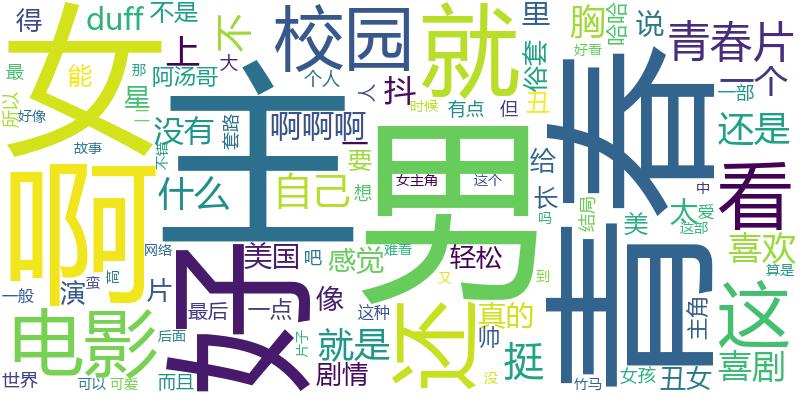 得
duff
不是
校园
就
里
胸
哈哈
好看
说
青春片
女
上
不
大
最
能
那
阿汤哥
个人
人
抖
俗套
丑
一个
所以
好像
星
二
没有
套路
啊啊啊
主
时候
有点
但
一部
还是
故事
不错
一
男
青春
看
啊
什么
自己
要
想
女主角
这个
给
长
吗
结局
美
太
爱
这部
中
喜欢
算是
网络
美国
吧
感觉
难看
轻松
又
到
一般
蛮
高
演
片
好
最后
一点
像
这种
还
真的
帅
主角
这
电影
后面
片子
就是
挺
喜剧
世界
可以
可爱
而且
剧情
没
竹马
女孩
丑女